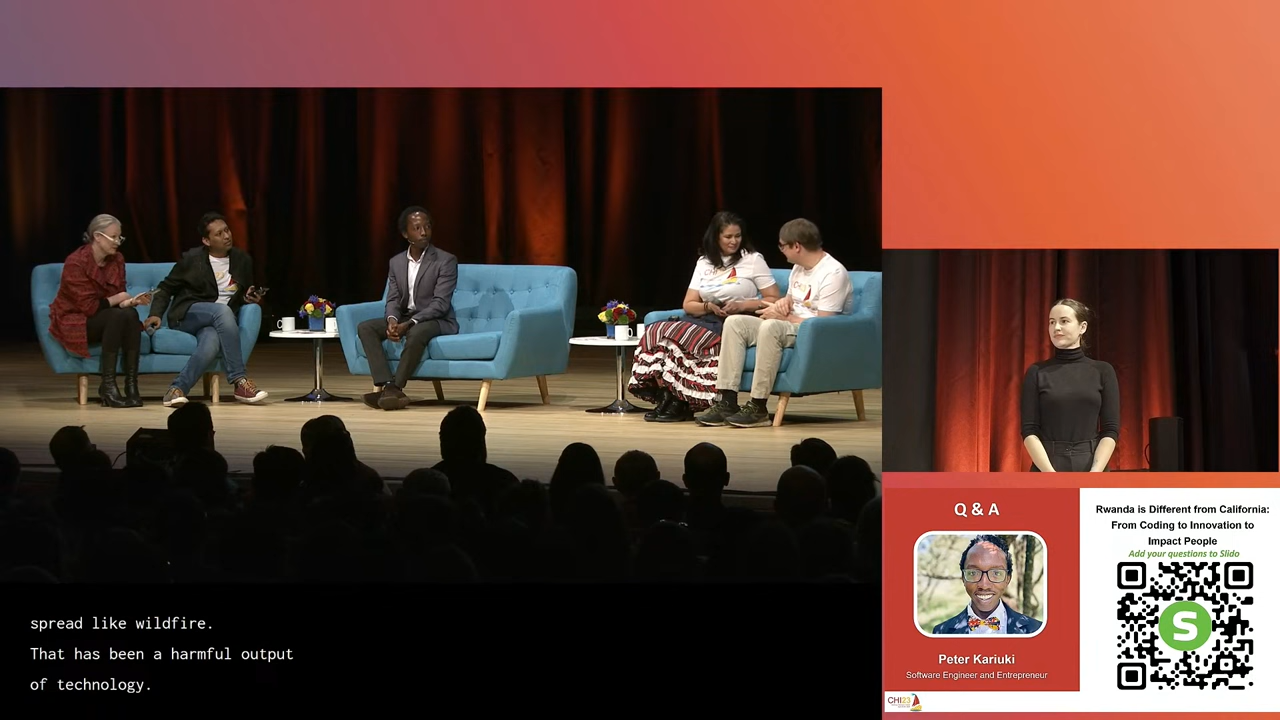 spread like wildfire.
That has been a harmful output
of technology.
Q & A
Peter Kariuki
Software Engineer and Entrepreneur
Rwanda is Different from California:
From Coding to Innovation to
Impact People
Add your questions to Slido
S
CHI23